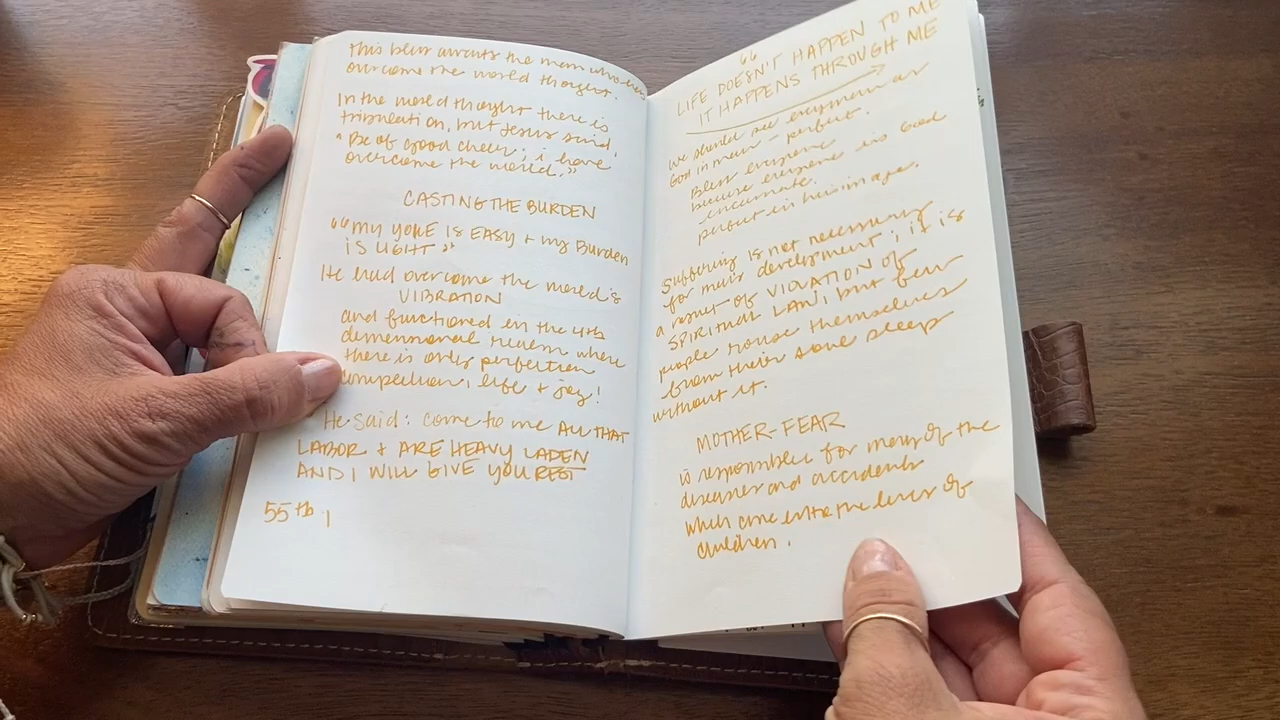 This bliss awaits the man who has
overcome the world thought.
In the world thought there is
tribulation, but Jesus said,
"Be of good cheer; i have
overcome the world."
CASTING THE BURDEN
"My YOKE IS EASY + my Burden
IS LIGHT"
He had overcome the world's
VIBRATION
and functioned in the 4th
dimensional realm where
there is only perfection
completion, life + joy!
He said: come to me ALL THAT
LABOR + ARE HEAVY LADEN
AND I WILL GIVE YOU REST
55th
66
LIFE DOESN'T HAPPEN TO ME
IT HAPPENS THROUGH ME
We should see everyman as
God in man - perfect.
Bless everyone
because everyone is God
incarnate.
perfect in his image.
Suffering is not necessary
for man's development; it is
a result of VIOLATION OF
SPIRITUAL LAW, but few
people rouse themselves
from their soul sleep
without it.
MOTHER-FEAR
is responsible for many of the
diseases and accidents
which come into the lives of
children.